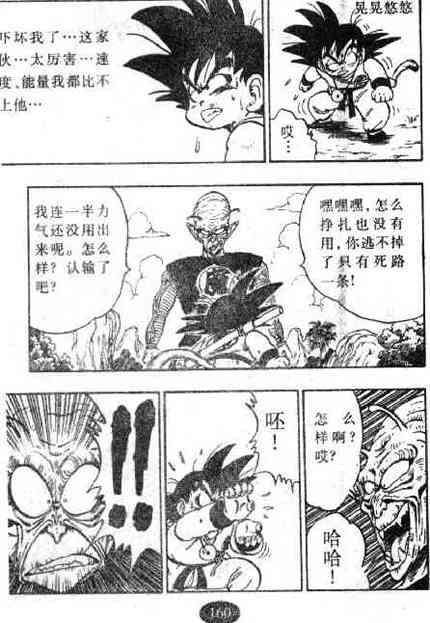 晃晃悠悠
哎…
吓坏我了…这家
伙…太厉害…速
度、能量我都比不
上他…
嘿嘿嘿,怎么
挣扎也没有
用,你逃不掉
了只有死路
一条!
我连一半力
气还没用出
来呢。怎么
样?认输了
吧?
怎么
样啊?
哎?
哈哈!
呸!
!!
160